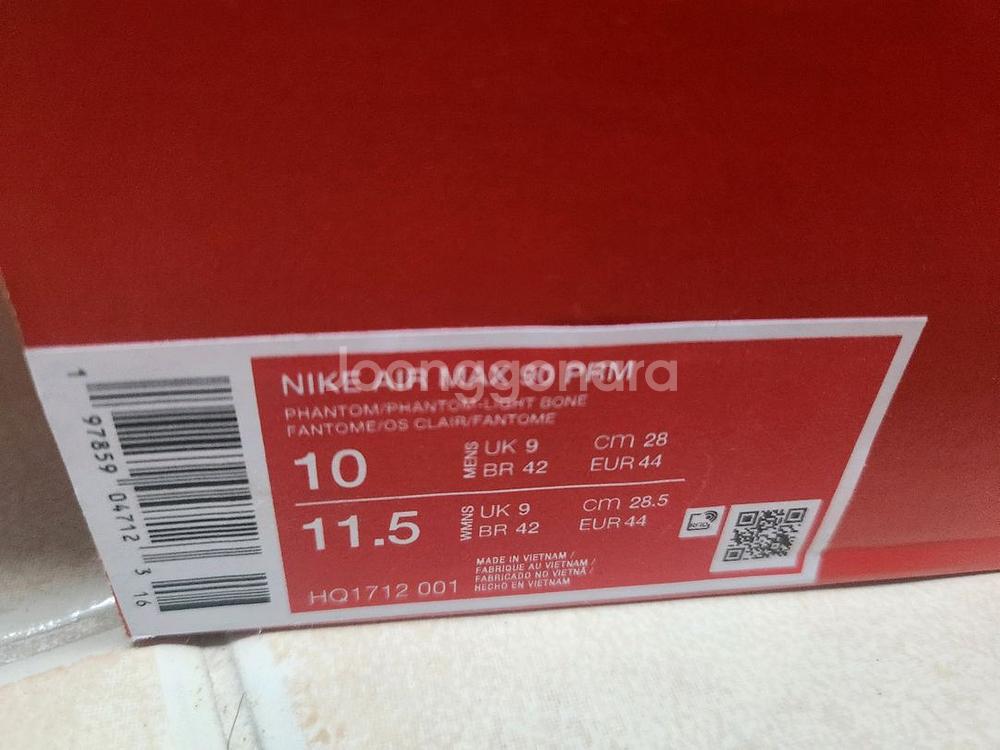 NIKE AIR MAX 90 PRM
PHANTOM/PHANTOM-LIGHT BONE
FANTOME/OS CLAIR/FANTOME
10 MENS UK 9 cm 28
BR 42 EUR 44
11.5 WMNS UK 9 cm 28.5
BR 42 EUR 44
HQ1712 001
MADE IN VIETNAM /
FABRIQUE AU VIETNAM /
FABRICADO NO VIETNÃ /
HECHO EN VIETNAM
RFID
1 97859 04712 3 16
joonggonara